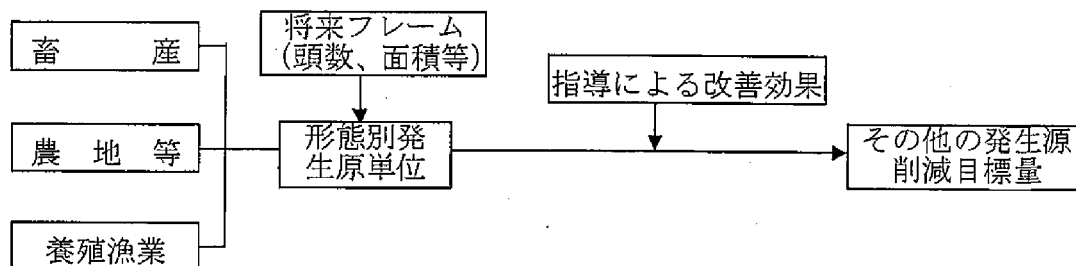 畜産
農地等
養殖漁業
将来フレーム
(頭数、面積等)
形態別発
生原単位
指導による改善効果
その他の発生源
削減目標量